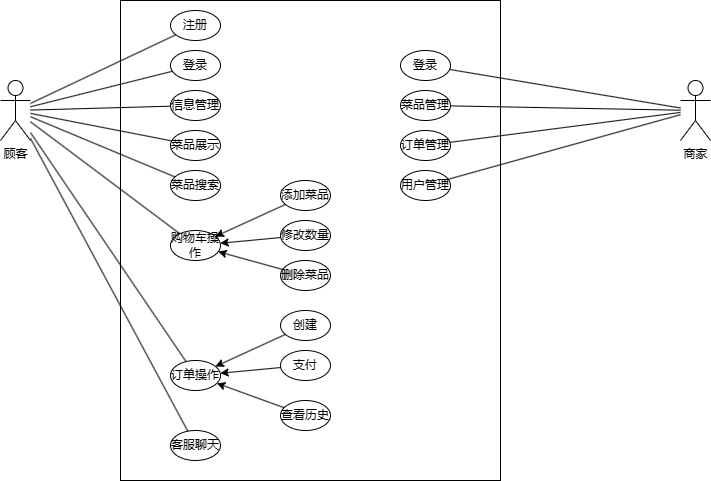 注册
登录
登录
信息管理
菜品管理
顾客
商家
菜品展示
订单管理
菜品搜索
用户管理
添加菜品
购物车操
作
修改数量
删除菜品
创建
支付
订单操作
查看历史
客服聊天